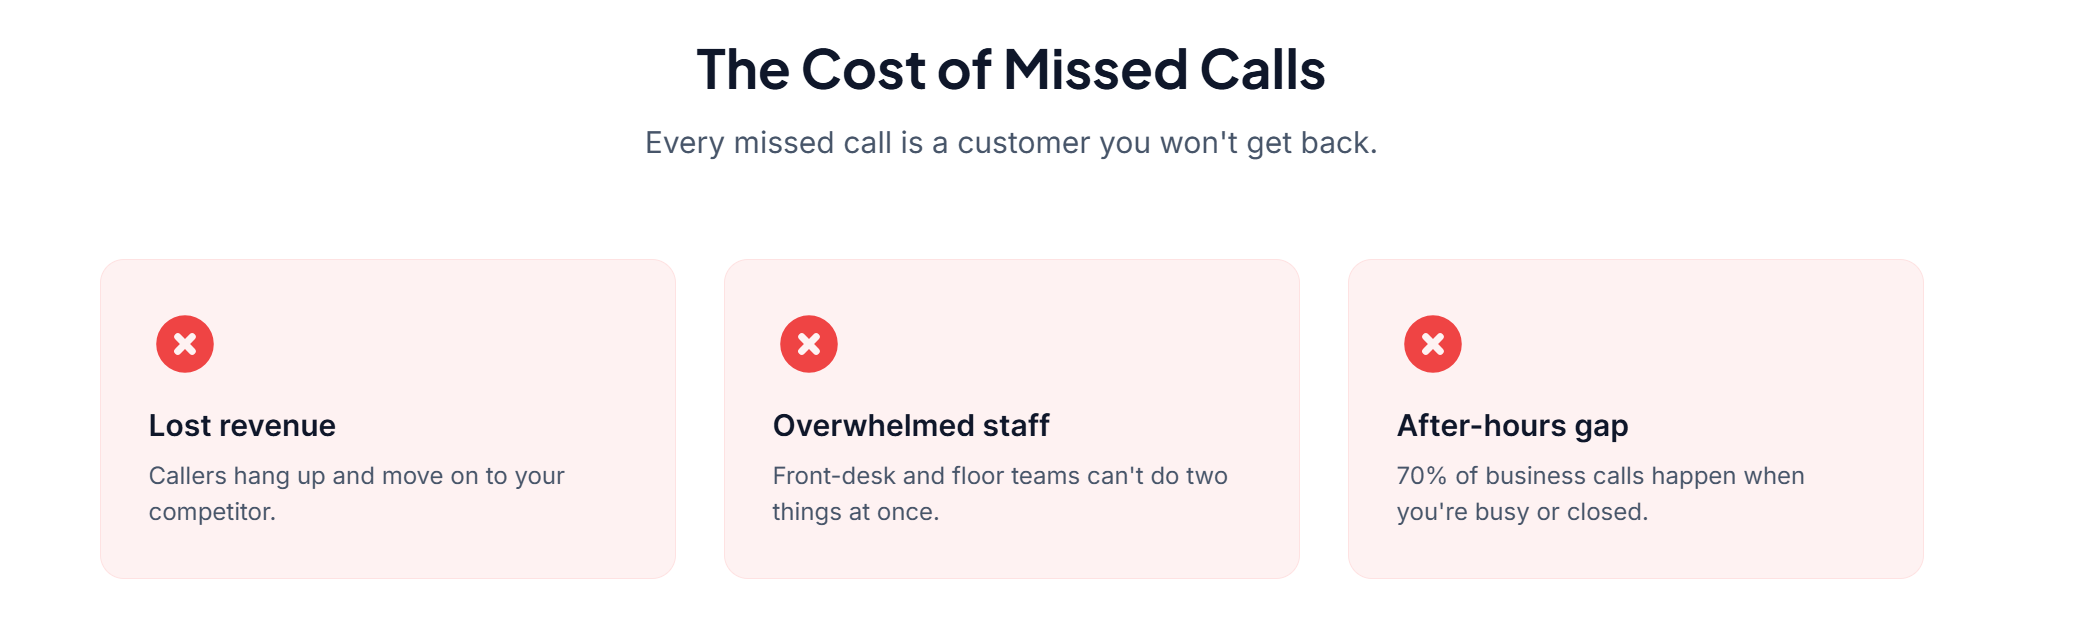 The Cost of Missed Calls
Every missed call is a customer you won't get back.
Lost revenue
Callers hang up and move on to your
competitor.
Overwhelmed staff
Front-desk and floor teams can't do two
things at once.
After-hours gap
70% of business calls happen when
you're busy or closed.